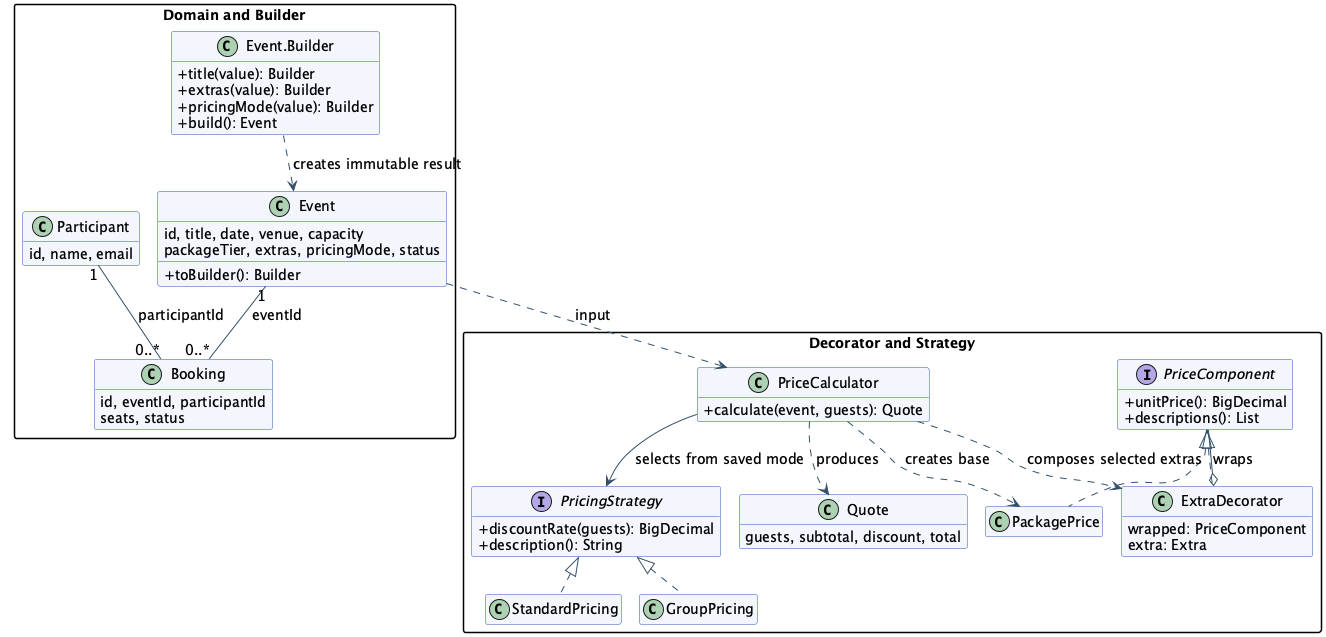 Domain and Builder
C Event.Builder
+title(value): Builder
+extras(value): Builder
+pricingMode(value): Builder
+build(): Event
creates immutable result
C Participant
id, name, email
C Event
id, title, date, venue, capacity
packageTier, extras, pricingMode, status
+toBuilder(): Builder
1
1
participantId
eventId
0..*
0..*
C Booking
id, eventId, participantId
seats, status
input
Decorator and Strategy
C PriceCalculator
+calculate(event, guests): Quote
I PriceComponent
+unitPrice(): BigDecimal
+descriptions(): List
selects from saved mode
produces
creates base
composes selected extras
wraps
I PricingStrategy
+discountRate(guests): BigDecimal
+description(): String
C Quote
guests, subtotal, discount, total
C PackagePrice
C ExtraDecorator
wrapped: PriceComponent
extra: Extra
C StandardPricing
C GroupPricing